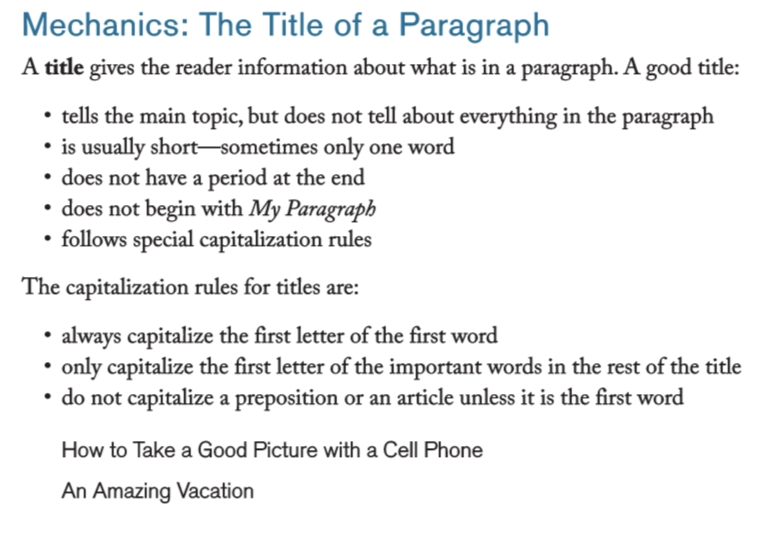 Mechanics: The Title of a Paragraph
A title gives the reader information about what is in a paragraph. A good title:
• tells the main topic, but does not tell about everything in the paragraph
• is usually short—sometimes only one word
• does not have a period at the end
• does not begin with My Paragraph
• follows special capitalization rules
The capitalization rules for titles are:
• always capitalize the first letter of the first word
• only capitalize the first letter of the important words in the rest of the title
• do not capitalize a preposition or an article unless it is the first word
How to Take a Good Picture with a Cell Phone
An Amazing Vacation